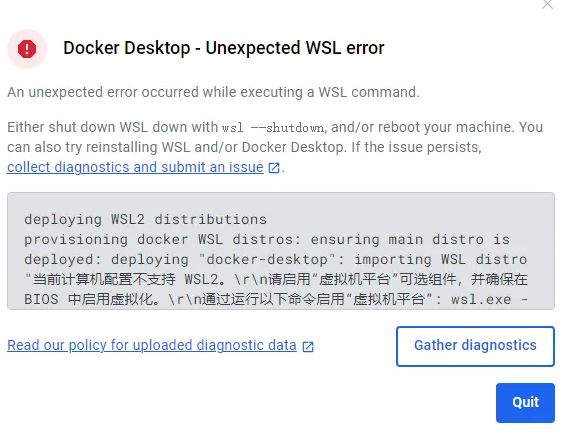 Docker Desktop - Unexpected WSL error
An unexpected error occurred while executing a WSL command.
Either shut down WSL down with wsl --shutdown, and/or reboot your machine. You
can also try reinstalling WSL and/or Docker Desktop. If the issue persists,
collect diagnostics and submit an issue.
deploying WSL2 distributions
provisioning docker WSL distros: ensuring main distro is
deployed: deploying "docker-desktop": importing WSL distro
"当前计算机配置不支持 WSL2。\r\n请启用“虚拟机平台”可选组件，并确保在
BIOS 中启用虚拟化。\r\n通过运行以下命令启用“虚拟机平台”: wsl.exe -
Read our policy for uploaded diagnostic data
Gather diagnostics
Quit